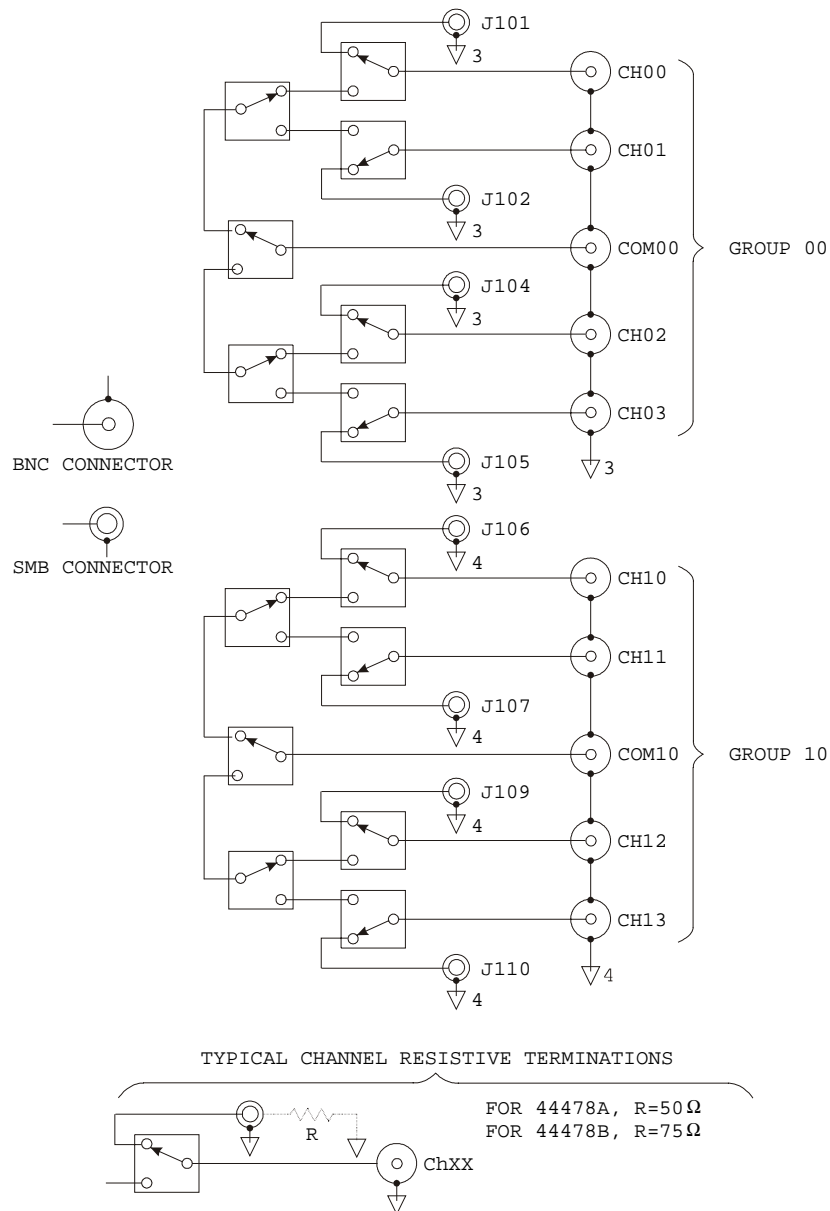 J101
3
CH00
CH01
J102
3
COM00
GROUP 00
J104
3
CH02
CH03
BNC CONNECTOR
J105
3
3
SMB CONNECTOR
J106
4
CH10
CH11
J107
4
COM10
GROUP 10
J109
4
CH12
CH13
J110
4
4
TYPICAL CHANNEL RESISTIVE TERMINATIONS
FOR 44478A, R=50Ω
FOR 44478B, R=75Ω
R
ChXX